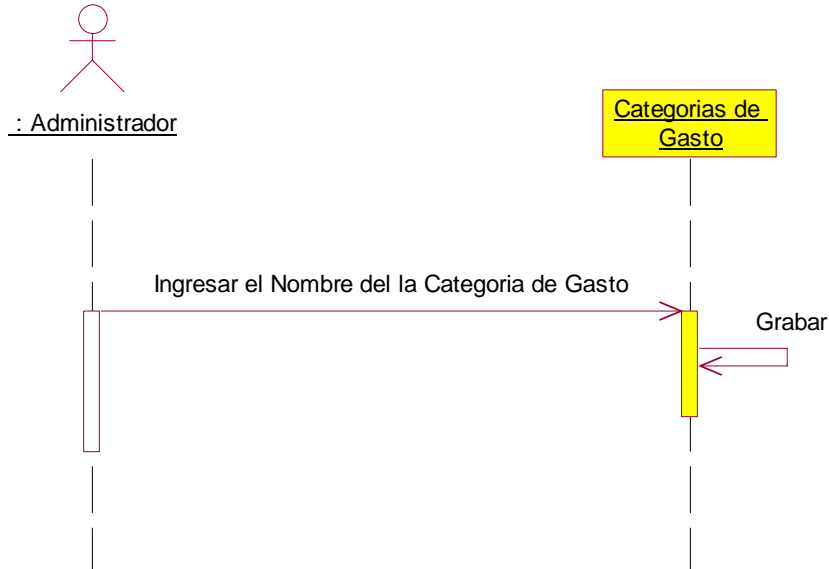 : Administrador
Categorias de
Gasto
Ingresar el Nombre del la Categoria de Gasto
Grabar